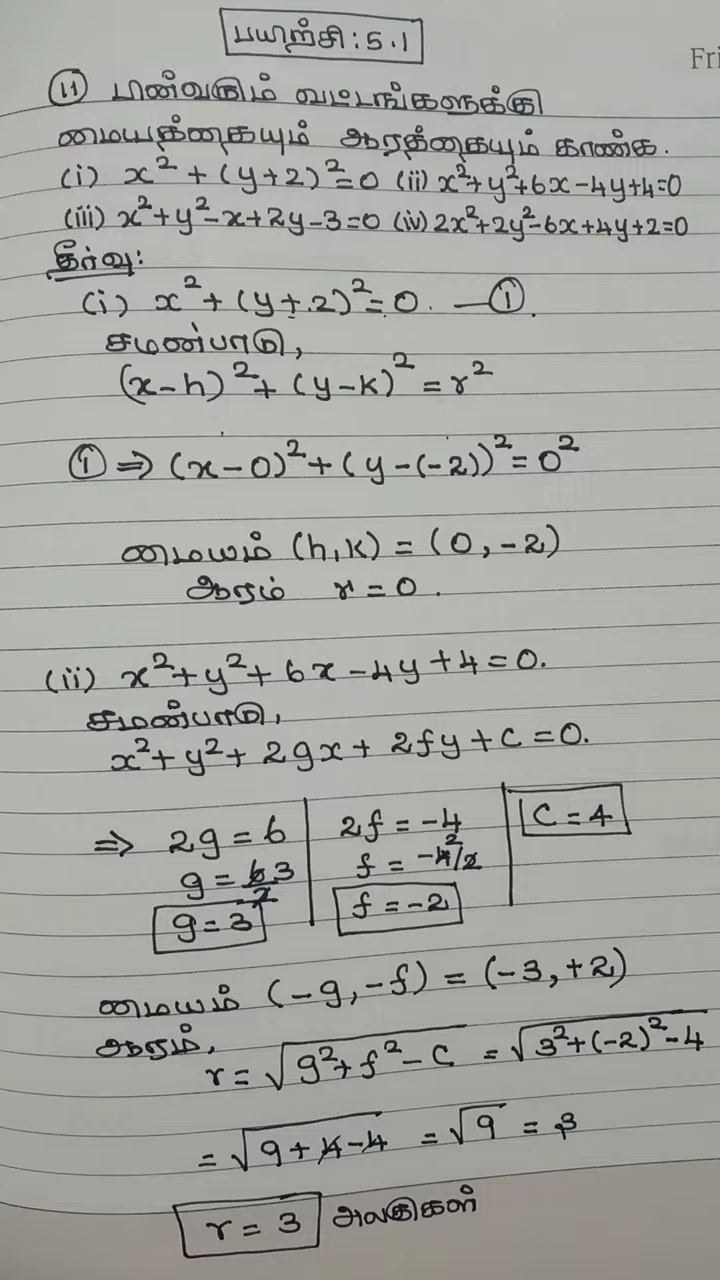 பயிற்சி: 5.1
Fri
(11) பின்வரும் வட்டங்களுக்கு
மையத்தையும் ஆரத்தையும் காண்க.
(i) x² + (y+2)² = 0 (ii) x²+y²+6x-4y+4=0
(iii) x²+y²-x+2y-3=0 (iv) 2x²+2y²-6x+4y+2=0
தீர்வு:
(i) x² + (y+2)² = 0. —①.
சமன்பாடு,
(x-h)² + (y-k)² = r²
① ⇒ (x-0)² + (y-(-2))² = 0²
மையம் (h,k) = (0,-2)
ஆரம் r = 0.
(ii) x²+y²+6x-4y+4=0.
சமன்பாடு,
x²+y²+2gx+2fy+c=0.
⇒ 2g = 6 | 2f = -4 | c = 4
g = 6/2 3 | f = -4/2 2
g = 3 | f = -2
மையம் (-g,-f) = (-3,+2)
ஆரம்,
r = √(g²+f²-c) = √(3²+(-2)²-4)
= √(9+4-4) = √9 = 3
r = 3 அலகுகள்